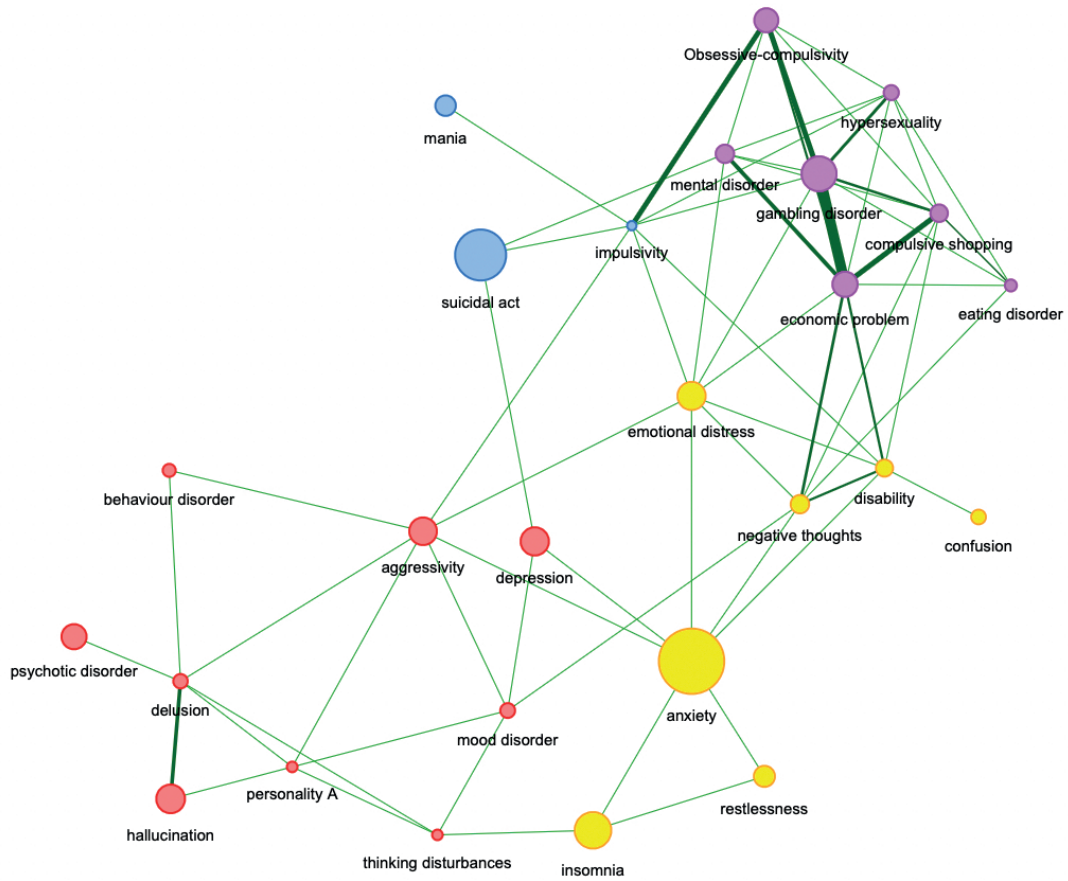 Obsessive-compulsivity
hypersexuality
mania
mental disorder
gambling disorder
compulsive shopping
impulsivity
suicidal act
economic problem
eating disorder
emotional distress
behaviour disorder
disability
negative thoughts
confusion
aggressivity
depression
psychotic disorder
delusion
anxiety
mood disorder
personality A
restlessness
hallucination
thinking disturbances
insomnia